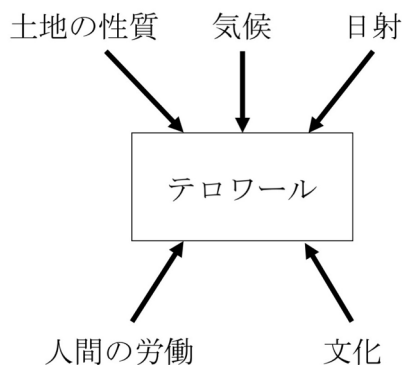 土地の性質
気候
日射
テロワール
人間の労働
文化